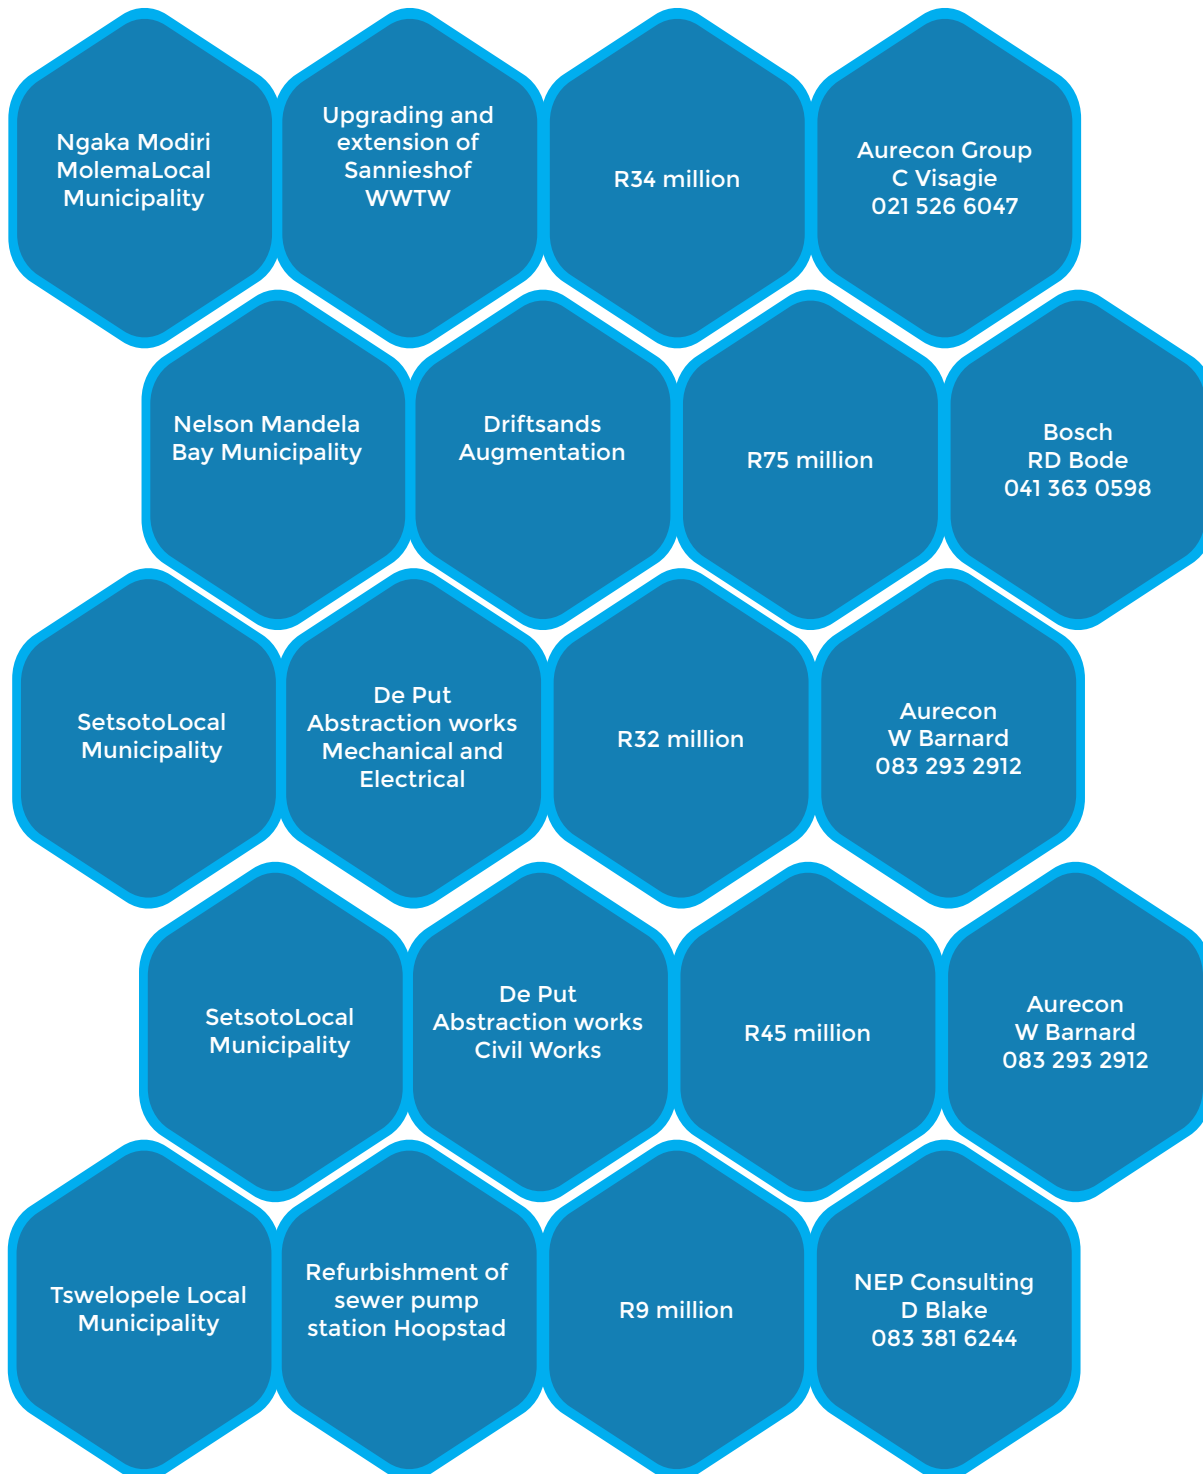 Ngaka Modiri
MolemaLocal
Municipality
Upgrading and
extension of
Sannieshof
WWTW
R34 million
Aurecon Group
C Visagie
021 526 6047
Nelson Mandela
Bay Municipality
Driftsands
Augmentation
R75 million
Bosch
RD Bode
041 363 0598
SetsotoLocal
Municipality
De Put
Abstraction works
Mechanical and
Electrical
R32 million
Aurecon
W Barnard
083 293 2912
SetsotoLocal
Municipality
De Put
Abstraction works
Civil Works
R45 million
Aurecon
W Barnard
083 293 2912
Tswelopele Local
Municipality
Refurbishment of
sewer pump
station Hoopstad
R9 million
NEP Consulting
D Blake
083 381 6244